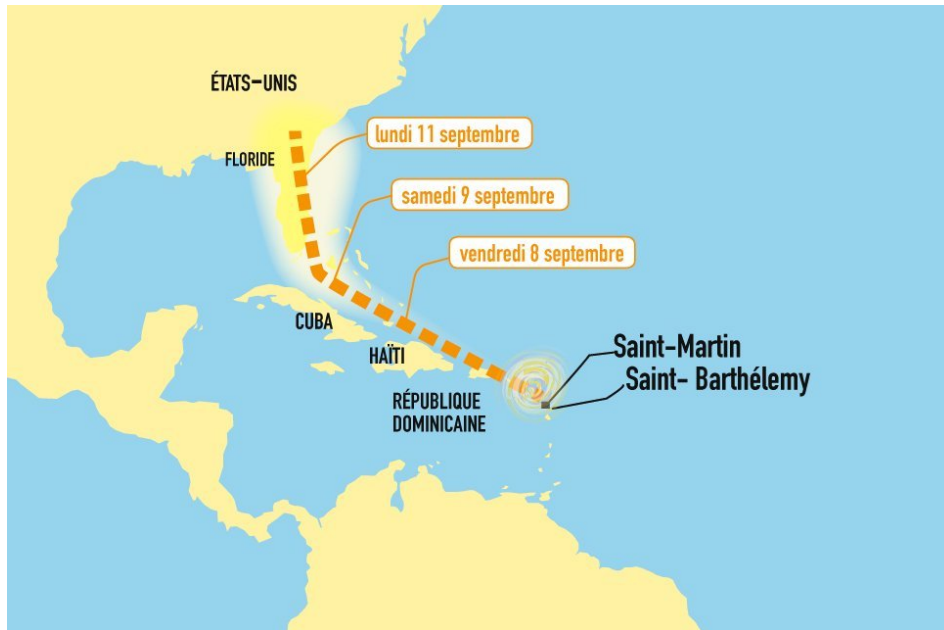 ÉTATS-UNIS
lundi 11 septembre
FLORIDE
samedi 9 septembre
vendredi 8 septembre
CUBA
HAÏTI
Saint-Martin
Saint- Barthélemy
RÉPUBLIQUE
DOMINICAINE